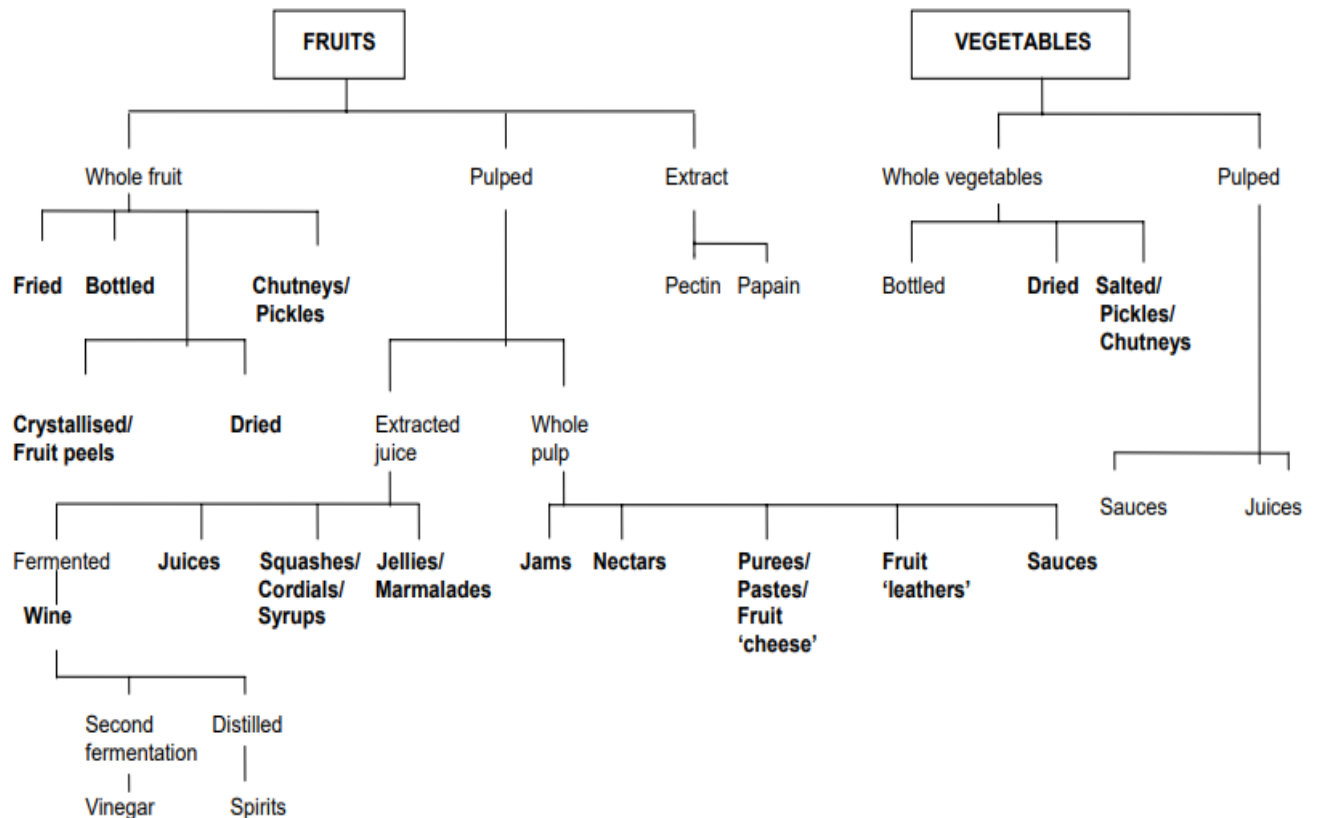 FRUITS
VEGETABLES
Whole fruit
Pulped
Extract
Whole vegetables
Pulped
Fried
Bottled
Chutneys/
Pickles
Pectin
Papain
Bottled
Dried
Salted/
Pickles/
Chutneys
Crystallised/
Fruit peels
Dried
Extracted
juice
Whole
pulp
Sauces
Juices
Fermented
Wine
Juices
Squashes/
Cordials/
Syrups
Jellies/
Marmalades
Jams
Nectars
Purees/
Pastes/
Fruit
‘cheese’
Fruit
‘leathers’
Sauces
Second
fermentation
Distilled
Vinegar
Spirits